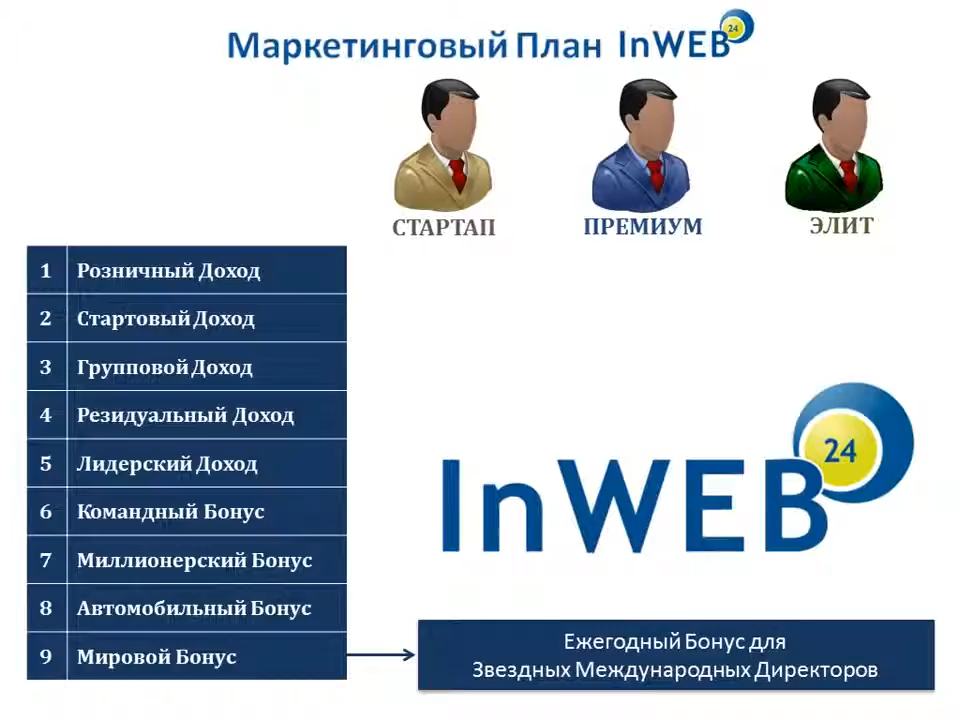 Маркетинговый План InWEB 24
СТАРТАП ПРЕМИУМ ЭЛИТ
1 Розничный Доход
2 Стартовый Доход
3 Групповой Доход
4 Резидуальный Доход
5 Лидерский Доход
6 Командный Бонус
7 Миллионерский Бонус
8 Автомобильный Бонус
9 Мировой Бонус
InWEB 24
Ежегодный Бонус для
Звездных Международных Директоров